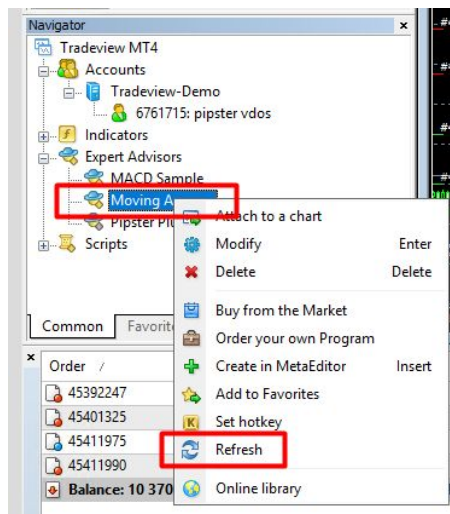 Navigator
Tradeview MT4
Accounts
Tradeview-Demo
6761715: pipster vdos
Indicators
Expert Advisors
MACD Sample
Moving A
Pipster
Scripts
Attach to a chart
Modify Enter
Delete Delete
Buy from the Market
Order your own Program
Create in MetaEditor Insert
Add to Favorites
Set hotkey
Refresh
Online library
Common Favorit
Order /
45392247
45401325
45411975
45411990
Balance: 10 370